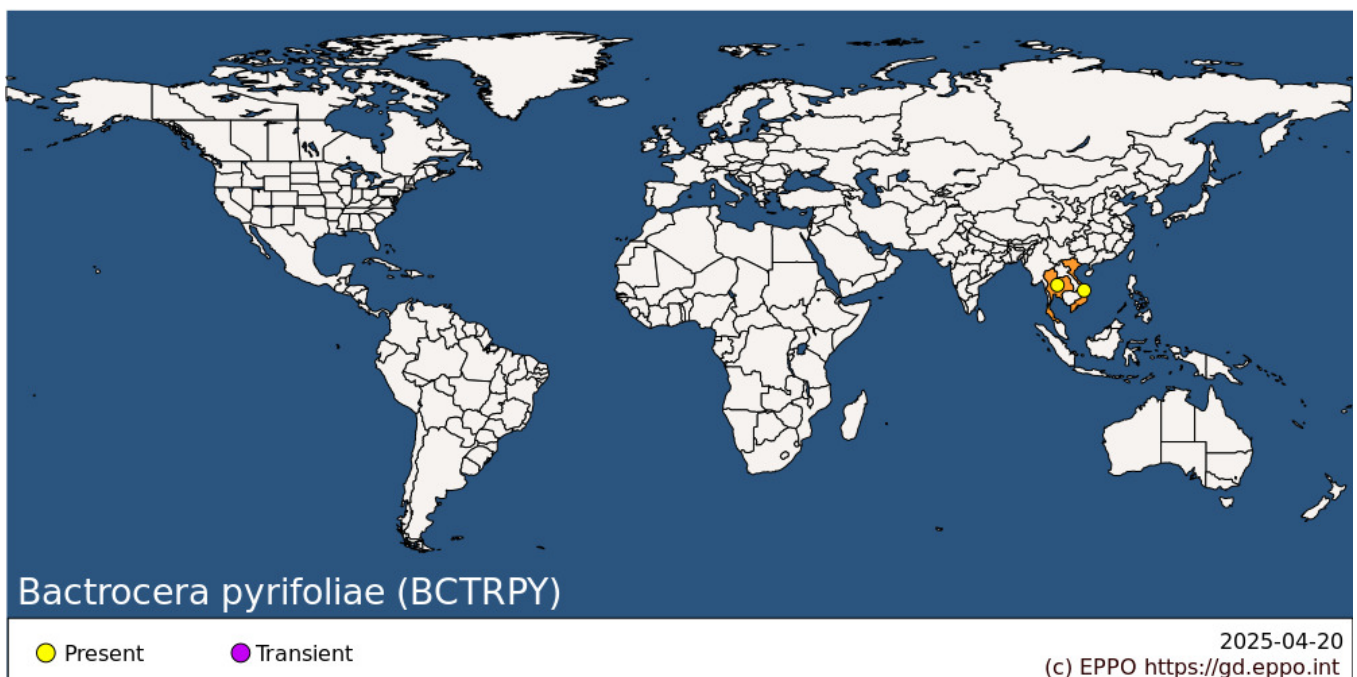 Bactrocera pyrifoliae (BCTRPY)
Present
Transient
2025-04-20
(c) EPPO https://gd.eppo.int